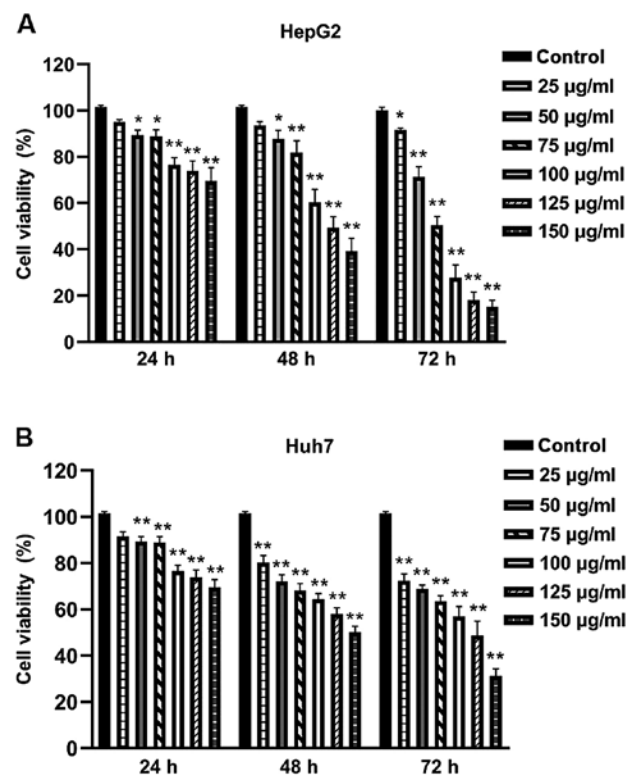 A
HepG2
Cell viability (%)
120
100
80
60
40
20
0
* * ** ** **
* ** ** ** **
* ** ** ** ** **
24 h 48 h 72 h
Control
25 µg/ml
50 µg/ml
75 µg/ml
100 µg/ml
125 µg/ml
150 µg/ml
B
Huh7
Cell viability (%)
120
100
80
60
40
20
0
** ** ** ** **
** ** ** ** ** **
** ** ** ** ** **
24 h 48 h 72 h
Control
25 µg/ml
50 µg/ml
75 µg/ml
100 µg/ml
125 µg/ml
150 µg/ml